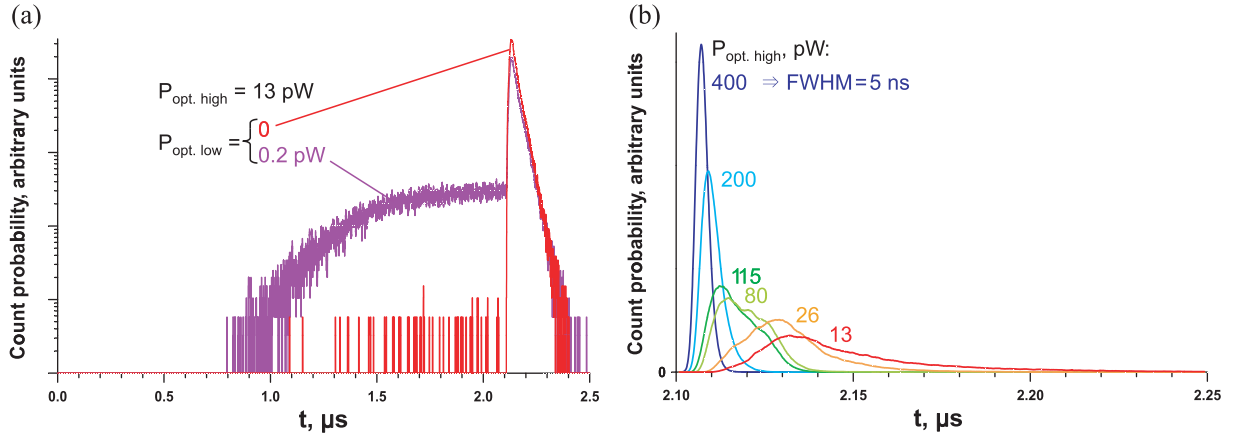 (a)
Count probability, arbitrary units
P opt. high = 13 pW
P opt. low =
0
0.2 pW
0.0 0.5 1.0 1.5 2.0 2.5
t, µs
(b)
Count probability, arbitrary units
P opt. high, pW:
400 ⇒ FWHM = 5 ns
200
115
80
26
13
0
2.10 2.15 2.20 2.25
t, µs